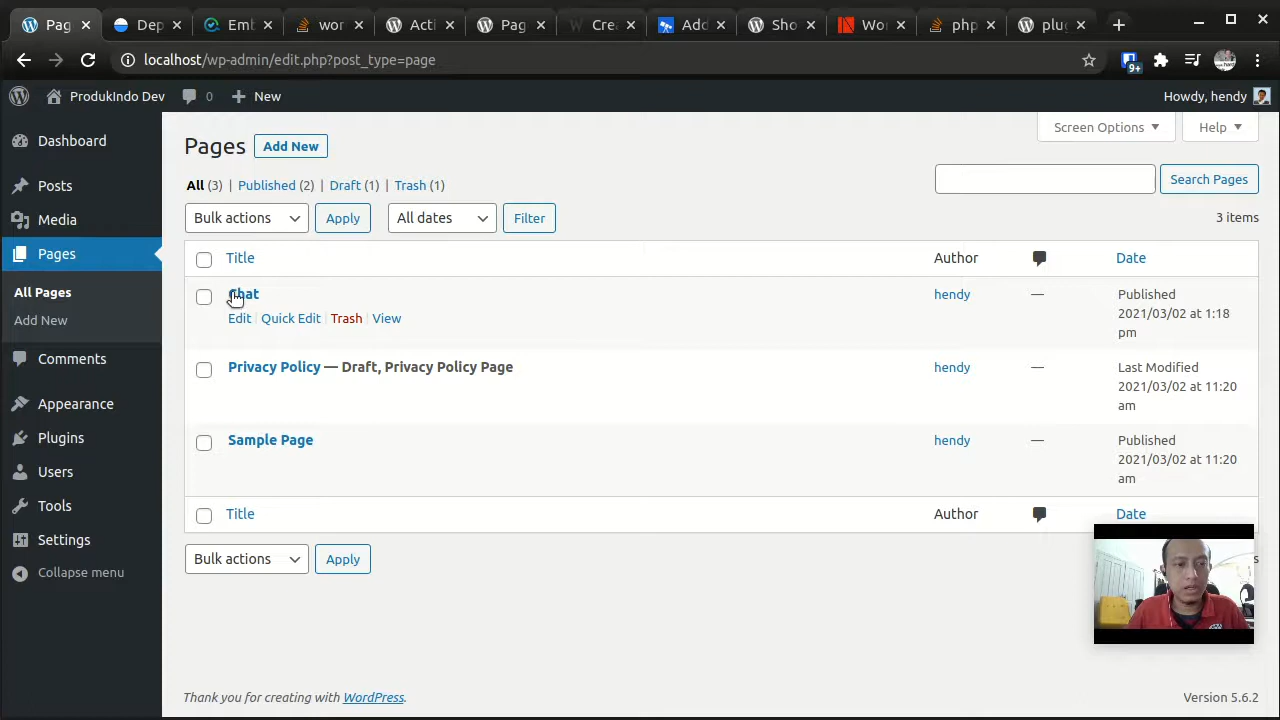 Pag
Dep
Emb
wor
Acti
Pag
Crea
Add
Sho
Wor
php
plug
localhost/wp-admin/edit.php?post_type=page
9+
ProdukIndo Dev 0 New Howdy, hendy
Dashboard
Posts
Media
Pages
All Pages
Add New
Comments
Appearance
Plugins
Users
Tools
Settings
Collapse menu
Screen Options Help
Pages Add New
All (3) | Published (2) | Draft (1) | Trash (1)
Search Pages
Bulk actions Apply All dates Filter
3 items
Title Author Date
Chat hendy — Published 2021/03/02 at 1:18 pm
Edit | Quick Edit | Trash | View
Privacy Policy — Draft, Privacy Policy Page hendy — Last Modified 2021/03/02 at 11:20 am
Sample Page hendy — Published 2021/03/02 at 11:20 am
Title Author Date
Bulk actions Apply
Thank you for creating with WordPress. Version 5.6.2